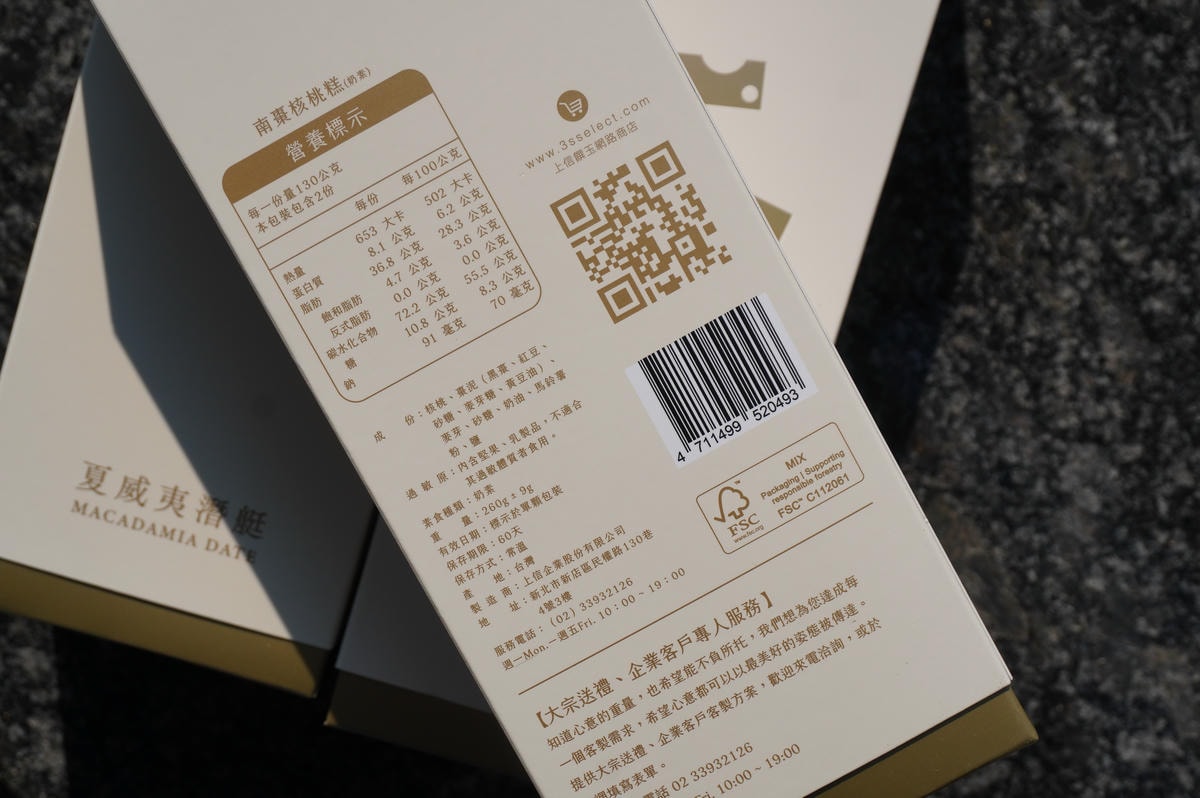 南棗核桃糕(奶素)
營養標示
每一份量130公克
本包裝包含2份
每份 每100公克
熱量 653 大卡 502 大卡
蛋白質 8.1 公克 6.2 公克
脂肪 36.8 公克 28.3 公克
飽和脂肪 4.7 公克 3.6 公克
反式脂肪 0.0 公克 0.0 公克
碳水化合物 72.2 公克 55.5 公克
糖 10.8 公克 8.3 公克
鈉 91 毫克 70 毫克
成 份：核桃、棗泥（黑棗、紅豆、
砂糖、麥芽糖、黃豆油）、
麥芽、砂糖、奶油、馬鈴薯
粉、鹽
過 敏 原：內含堅果、乳製品，不適合
其過敏體質者食用。
素食種類：奶素
重 量：260g ± 9g
有效日期：標示於單顆包裝
保存期限：60天
保存方式：常溫
產 地：台灣
製 造 商：上信企業股份有限公司
地 址：新北市新店區民權路130巷
4號3樓
服務電話：（02）33932126
週一Mon.－週五Fri. 10：00 ~ 19：00
www.3sselect.com
上信饌玉網路商店
4 711499 520493
FSC
www.fsc.org
MIX
Packaging | Supporting
responsible forestry
FSC® C112061
【大宗送禮、企業客戶專人服務】
知道心意的重量，也希望能不負所托，我們想為您達成每
一個客製需求，希望心意都可以以最美好的姿態被傳達。
提供大宗送禮、企業客戶客製方案，歡迎來電洽詢，或於
填寫表單。
電話 02 33932126
Fri. 10:00 ~ 19:00
夏威夷潛艇
MACADAMIA DATE